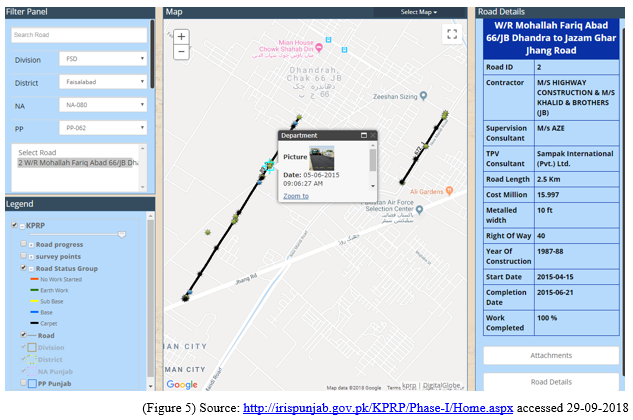 Filter Panel
Search Road
Division
FSD
District
Faisalabad
NA
NA-080
PP
PP-062
Select Road
2 W/R Mohallah Fariq Abad 66/JB Dha
Legend
KPRP
Road progress
survey points
Road Status Group
No Work Started
Earth Work
Sub Base
Base
Carpet
Road
Division
District
NA Punjab
PP Punjab
Map
Select Map
Mian House
Chowk Shahab Din
Dhandrah,
Chak 66 JB
Zeeshan Sizing
Department
Picture
Date: 05-06-2015
09:06:27 AM
Zoom to
Ali Gardens
Pakistan Air Force
Selection Center
Jhang Rd
IAN CITY
MAN CITY
Google
Map data ©2018 Google
kprp | DigitalGlobe
Road Details
W/R Mohallah Fariq Abad
66/JB Dhandra to Jazam Ghar
Jhang Road
Road ID
2
Contractor
M/S HIGHWAY
CONSTRUCTION & M/S
KHALID & BROTHERS
(JB)
Supervision
Consultant
M/s AZE
TPV
Consultant
Sampak International
(Pvt.) Ltd.
Road Length
2.5 Km
Cost Million
15.997
Metalled
width
10 ft
Right Of Way
40
Year Of
Construction
1987-88
Start Date
2015-04-15
Completion
Date
2015-06-21
Work
Completed
100 %
Attachments
Road Details
(Figure 5) Source: http://irispunjab.gov.pk/KPRP/Phase-I/Home.aspx accessed 29-09-2018